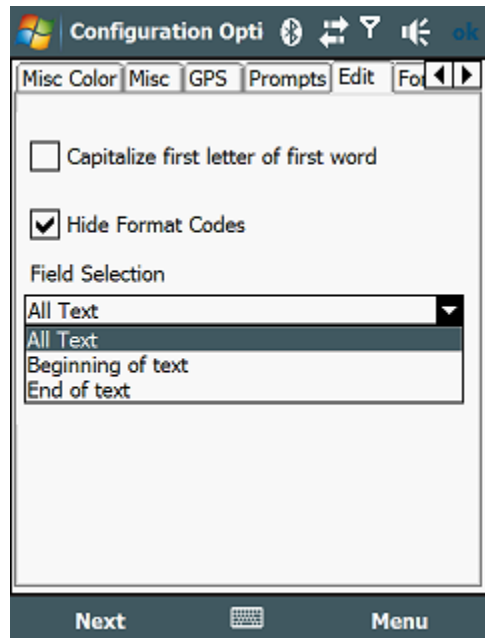 Configuration Opti ok
Misc Color Misc GPS Prompts Edit Fo
Capitalize first letter of first word
Hide Format Codes
Field Selection
All Text
All Text
Beginning of text
End of text
Next Menu